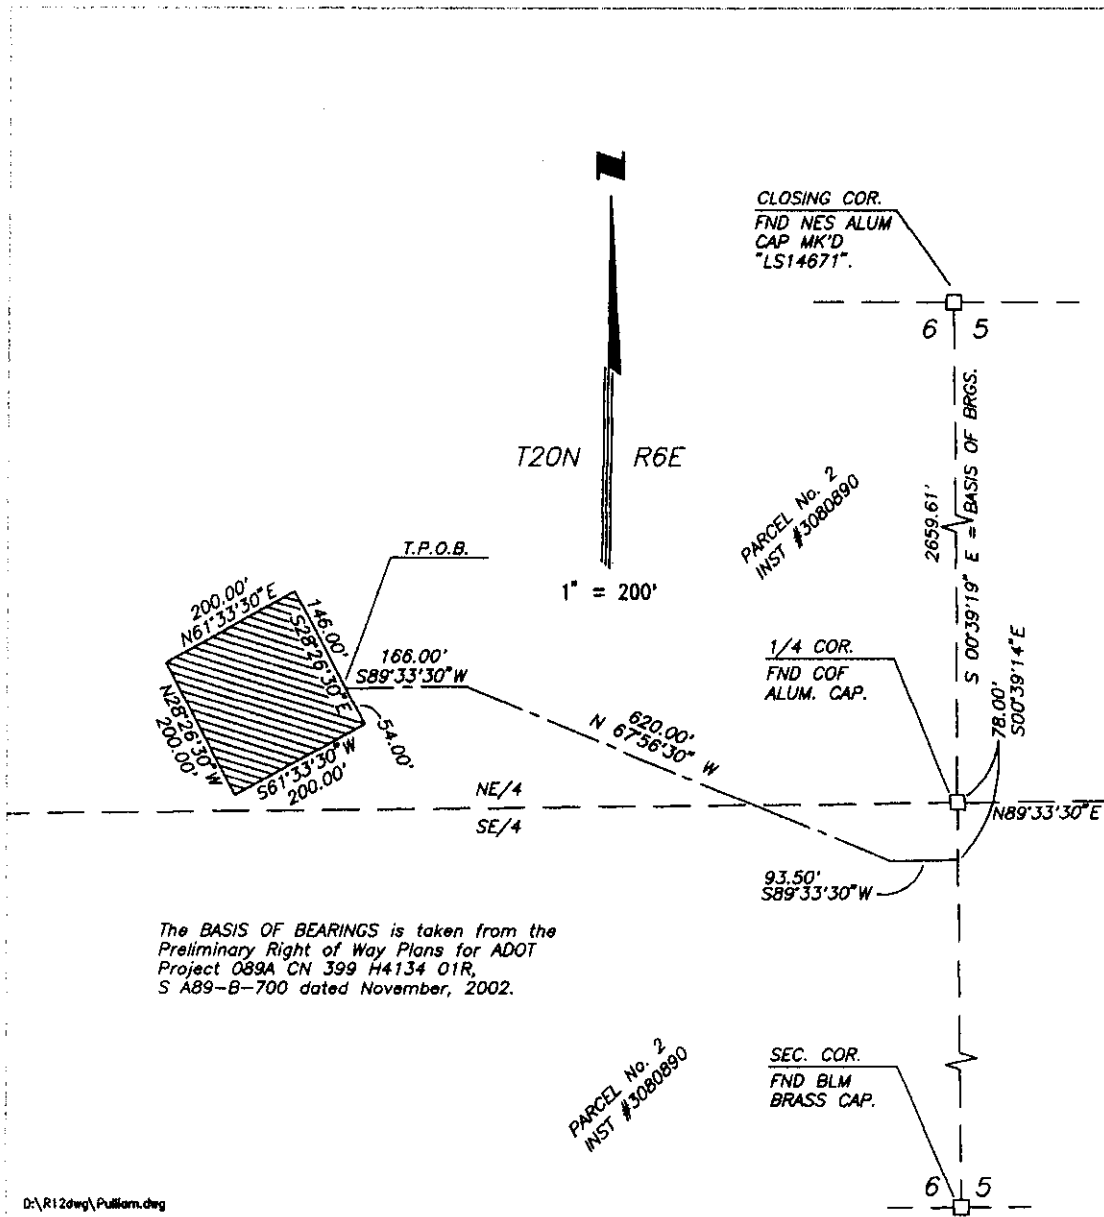 CLOSING COR.
FND NES ALUM
CAP MK'D
"LS14671".
6 5
T20N R6E
1" = 200'
PARCEL No. 2
INST #3080890
2659.61'
S 00°39'19" E = BASIS OF BRGS.
T.P.O.B.
200.00'
N61°33'30"E
146.00'
S28°26'30"E
166.00'
S89°33'30"W
54.00'
N28°26'30"W
200.00'
S61°33'30"W
200.00'
620.00'
N 67°56'30" W
1/4 COR.
FND COF
ALUM. CAP.
78.00'
S00°39'14"E
N89°33'30"E
NE/4
SE/4
93.50'
S89°33'30"W
The BASIS OF BEARINGS is taken from the
Preliminary Right of Way Plans for ADOT
Project 089A CN 399 H4134 01R,
S A89-B-700 dated November, 2002.
PARCEL No. 2
INST #3080890
SEC. COR.
FND BLM
BRASS CAP.
6 5
D:\R12dwg\Pulliam.dwg